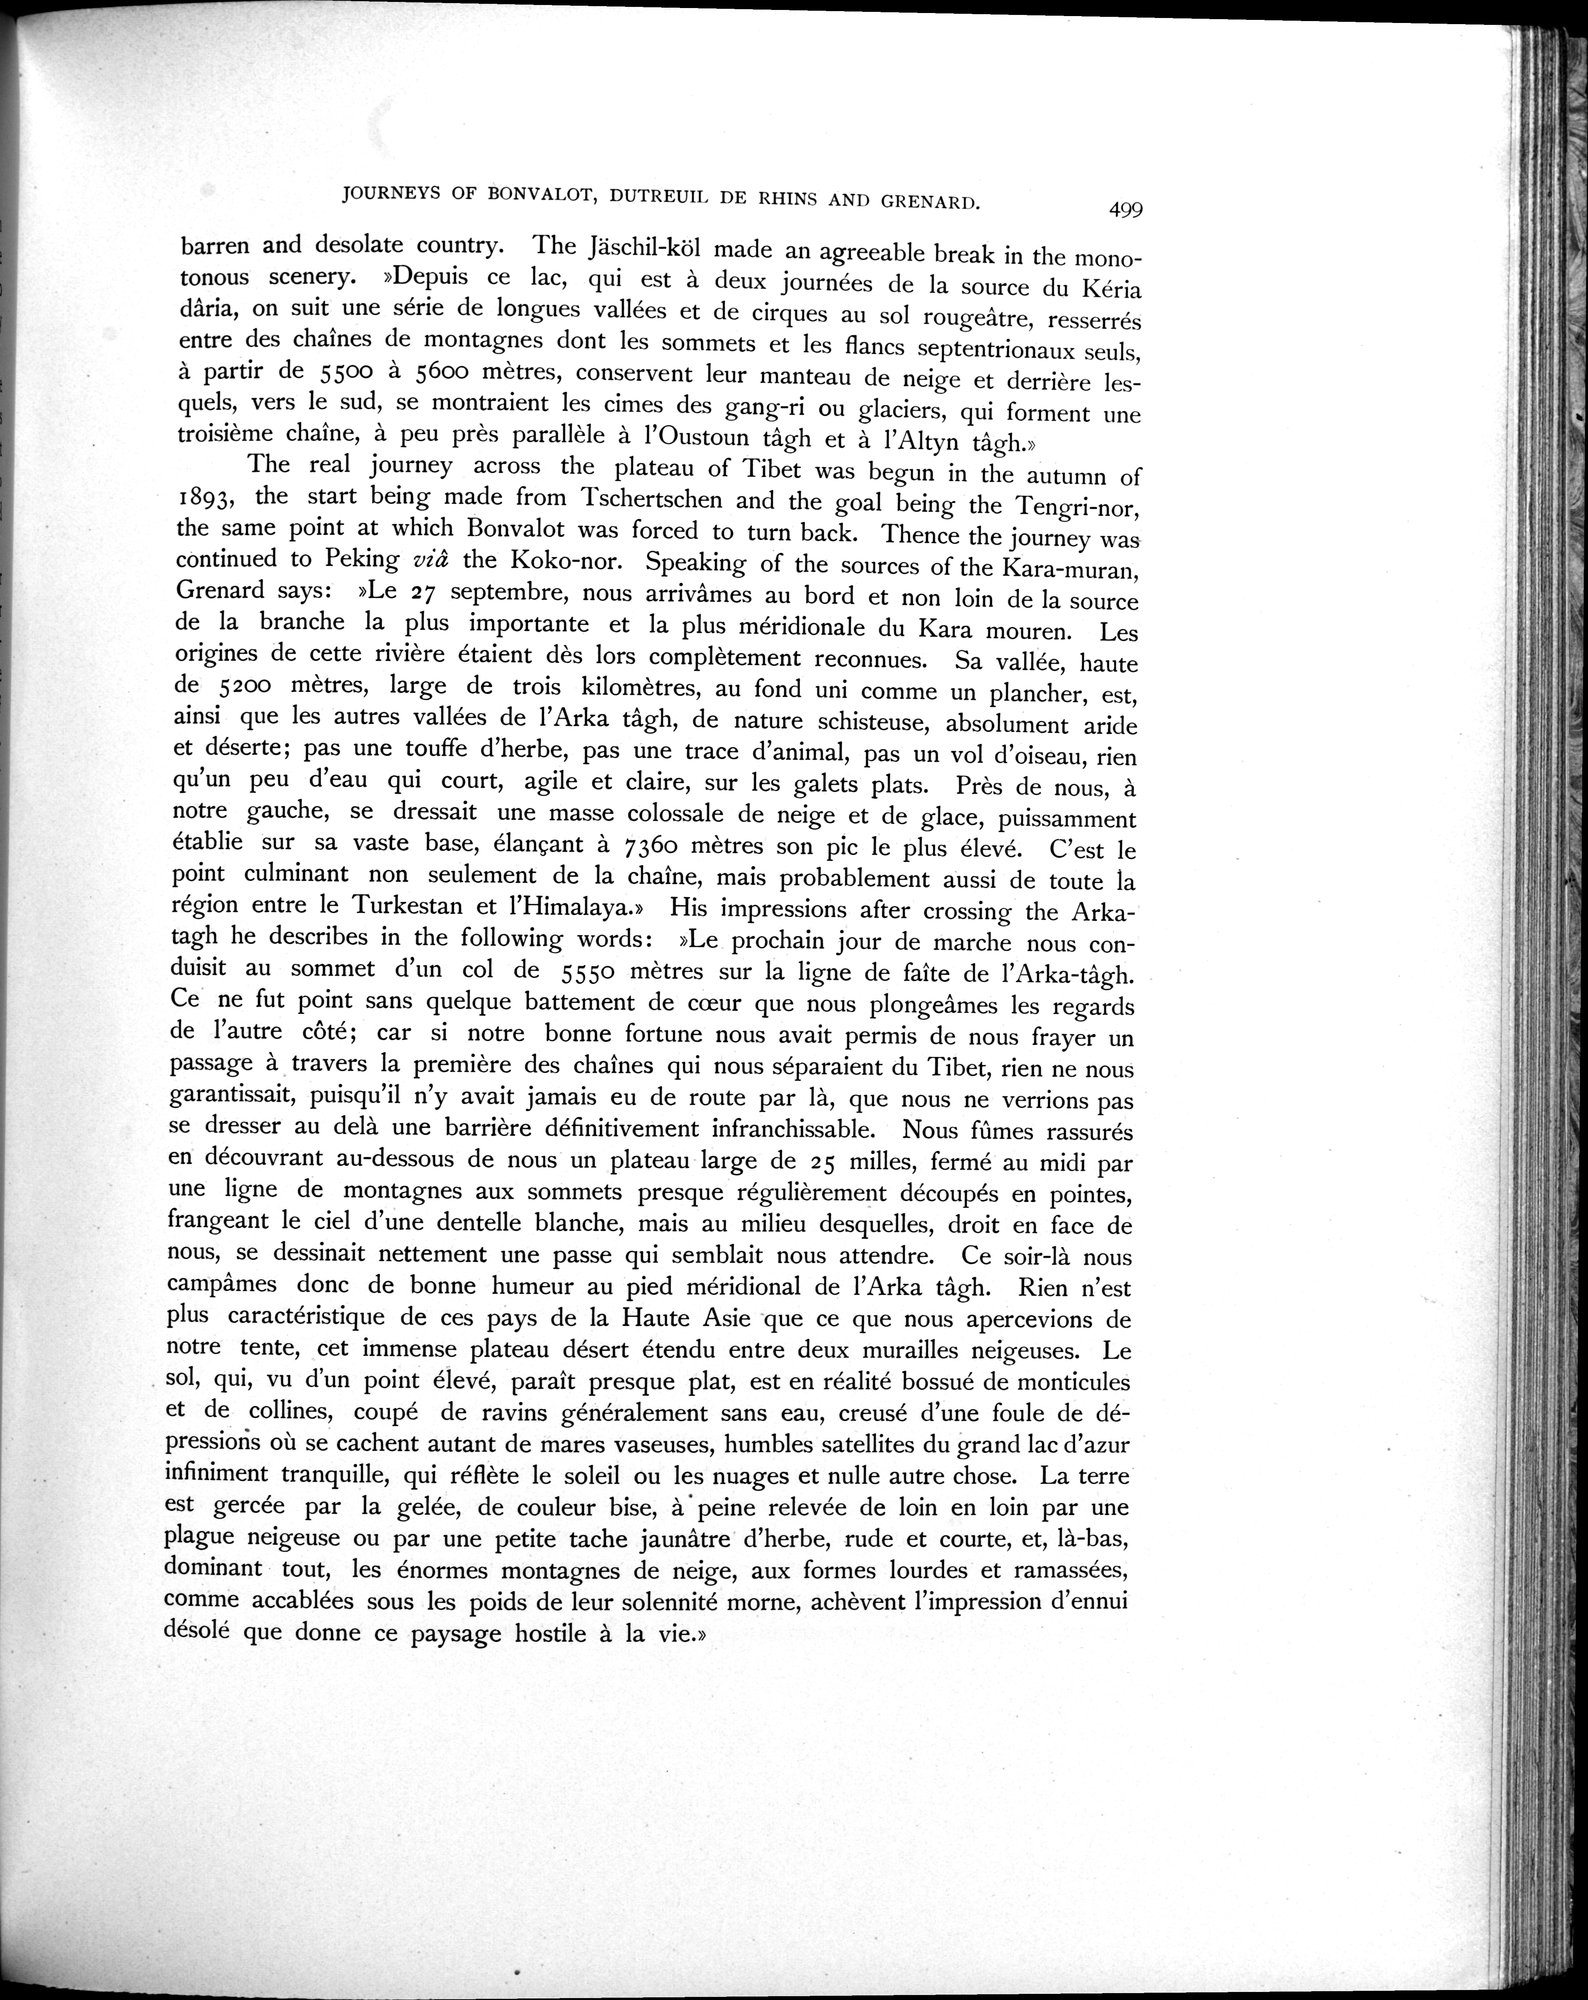 JOURNEYS OF BONVALOT, DUTREUIL DE RHINS AND GRENARD. 499
barren and desolate country. The Jäschil-köl made an agreeable break in the mono-
tonous scenery. »Depuis ce lac, qui est à deux journées de la source du Kéria
dâria, on suit une série de longues vallées et de cirques au sol rougeâtre, resserrés
entre des chaînes de montagnes dont les sommets et les flancs septentrionaux seuls,
à partir de 5500 à 5600 mètres, conservent leur manteau de neige et derrière les-
quels, vers le sud, se montraient les cimes des gang-ri ou glaciers, qui forment une
troisième chaîne, à peu près parallèle à l'Oustoun tâgh et à l'Altyn tâgh.»
The real journey across the plateau of Tibet was begun in the autumn of
1893, the start being made from Tschertschen and the goal being the Tengri-nor,
the same point at which Bonvalot was forced to turn back. Thence the journey was
continued to Peking viâ the Koko-nor. Speaking of the sources of the Kara-muran,
Grenard says: »Le 27 septembre, nous arrivâmes au bord et non loin de la source
de la branche la plus importante et la plus méridionale du Kara mouren. Les
origines de cette rivière étaient dès lors complètement reconnues. Sa vallée, haute
de 5200 mètres, large de trois kilomètres, au fond uni comme un plancher, est,
ainsi que les autres vallées de l'Arka tâgh, de nature schisteuse, absolument aride
et déserte; pas une touffe d'herbe, pas une trace d'animal, pas un vol d'oiseau, rien
qu'un peu d'eau qui court, agile et claire, sur les galets plats. Près de nous, à
notre gauche, se dressait une masse colossale de neige et de glace, puissamment
établie sur sa vaste base, élançant à 7360 mètres son pic le plus élevé. C'est le
point culminant non seulement de la chaîne, mais probablement aussi de toute la
région entre le Turkestan et l'Himalaya.» His impressions after crossing the Arka-
tagh he describes in the following words: »Le prochain jour de marche nous con-
duisit au sommet d'un col de 5550 mètres sur la ligne de faîte de l'Arka-tâgh.
Ce ne fut point sans quelque battement de cœur que nous plongeâmes les regards
de l'autre côté; car si notre bonne fortune nous avait permis de nous frayer un
passage à travers la première des chaînes qui nous séparaient du Tibet, rien ne nous
garantissait, puisqu'il n'y avait jamais eu de route par là, que nous ne verrions pas
se dresser au delà une barrière définitivement infranchissable. Nous fûmes rassurés
en découvrant au-dessous de nous un plateau large de 25 milles, fermé au midi par
une ligne de montagnes aux sommets presque régulièrement découpés en pointes,
frangeant le ciel d'une dentelle blanche, mais au milieu desquelles, droit en face de
nous, se dessinait nettement une passe qui semblait nous attendre. Ce soir-là nous
campâmes donc de bonne humeur au pied méridional de l'Arka tâgh. Rien n'est
plus caractéristique de ces pays de la Haute Asie que ce que nous apercevions de
notre tente, cet immense plateau désert étendu entre deux murailles neigeuses. Le
sol, qui, vu d'un point élevé, paraît presque plat, est en réalité bossué de monticules
et de collines, coupé de ravins généralement sans eau, creusé d'une foule de dé-
pressions où se cachent autant de mares vaseuses, humbles satellites du grand lac d'azur
infiniment tranquille, qui réflète le soleil ou les nuages et nulle autre chose. La terre
est gercée par la gelée, de couleur bise, à peine relevée de loin en loin par une
plague neigeuse ou par une petite tache jaunâtre d'herbe, rude et courte, et, là-bas,
dominant tout, les énormes montagnes de neige, aux formes lourdes et ramassées,
comme accablées sous les poids de leur solennité morne, achèvent l'impression d'ennui
désolé que donne ce paysage hostile à la vie.»